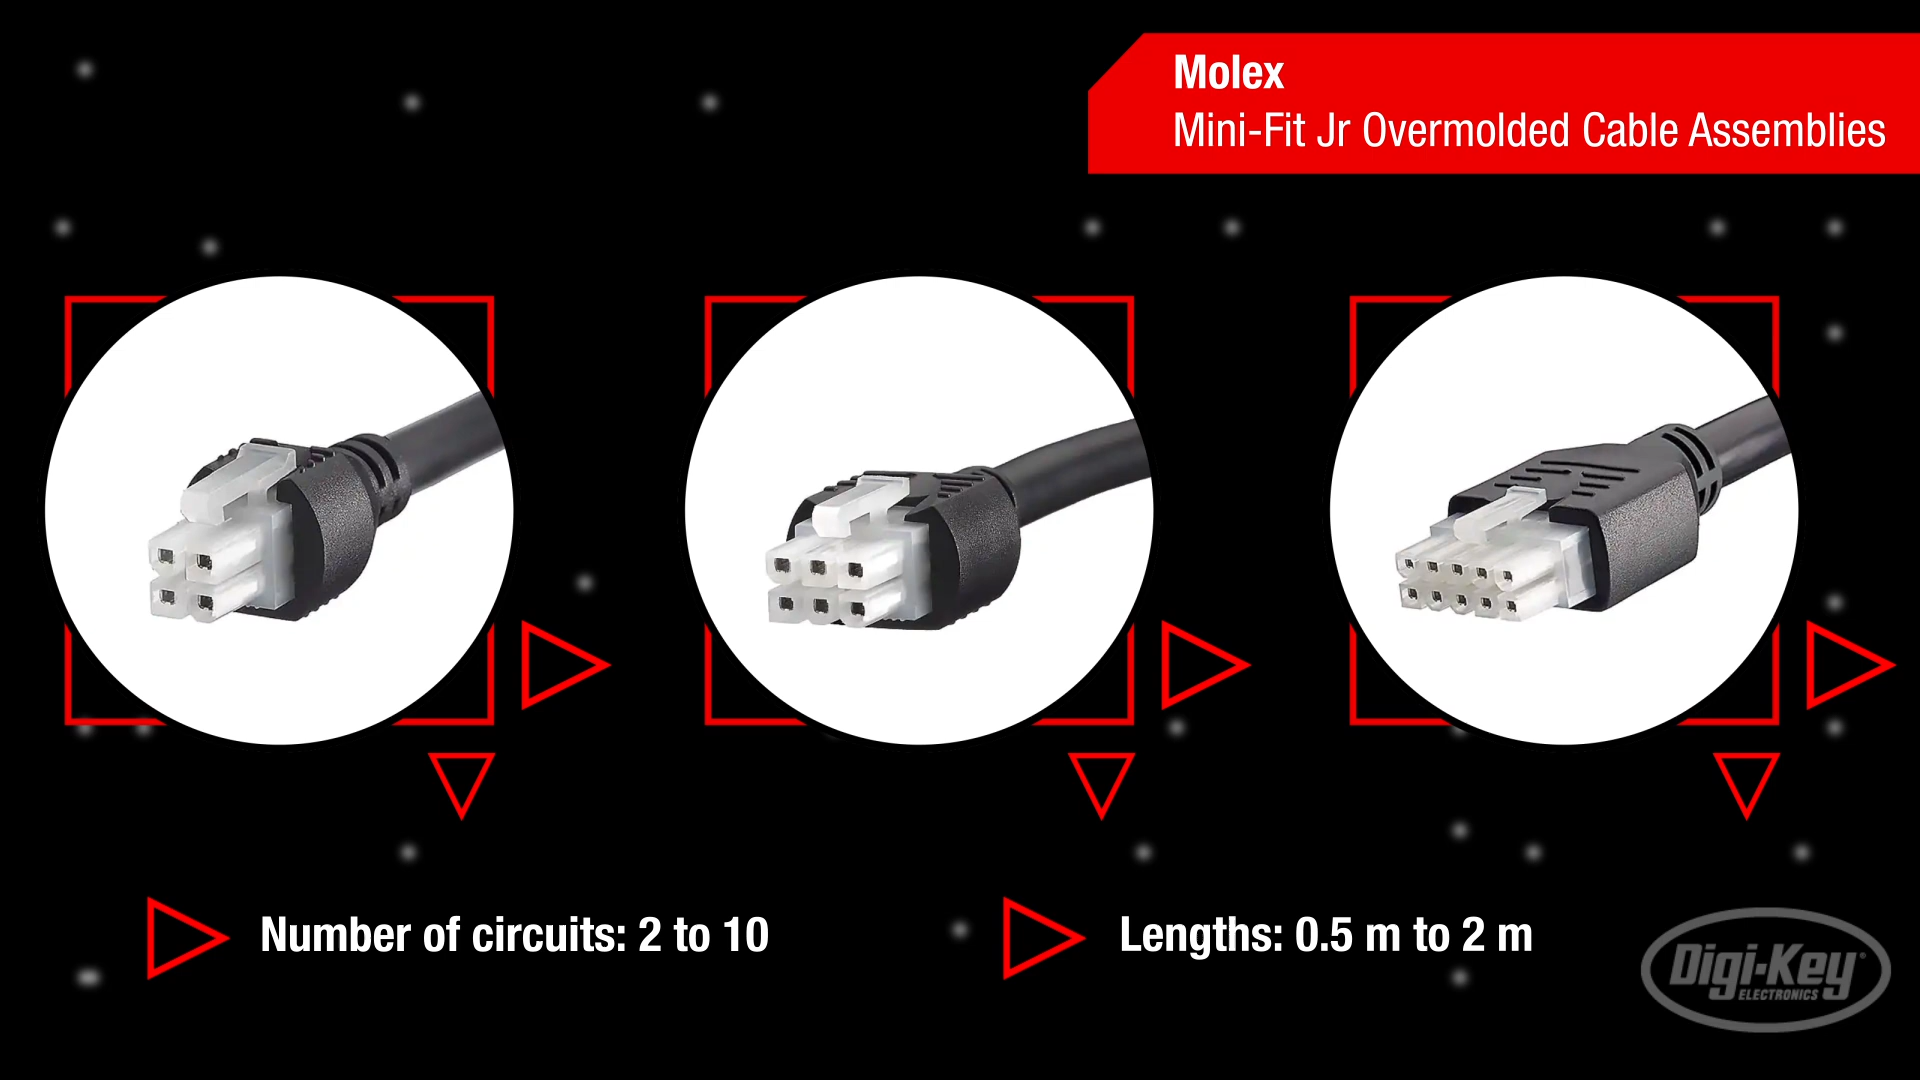 Molex
Mini-Fit Jr Overmolded Cable Assemblies
Number of circuits: 2 to 10
Lengths: 0.5 m to 2 m
Digi-Key®
ELECTRONICS